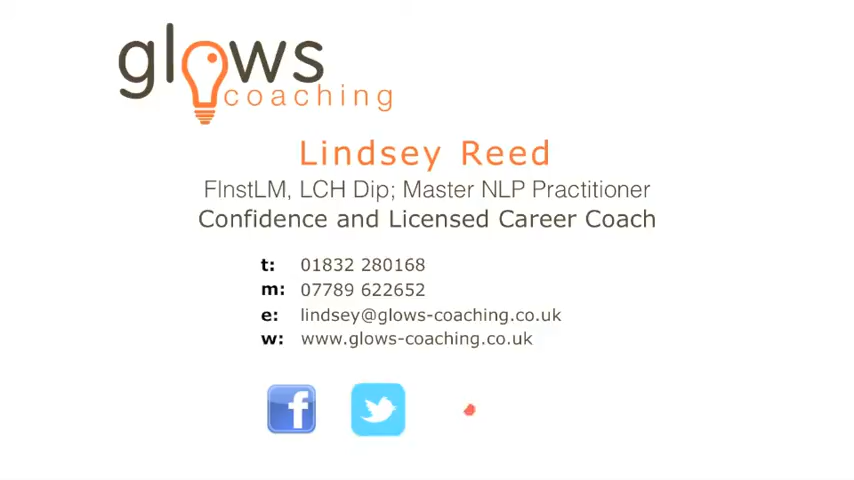 glows
coaching
Lindsey Reed
FInstLM, LCH Dip; Master NLP Practitioner
Confidence and Licensed Career Coach
t: 01832 280168
m: 07789 622652
e: lindsey@glows-coaching.co.uk
w: www.glows-coaching.co.uk
f